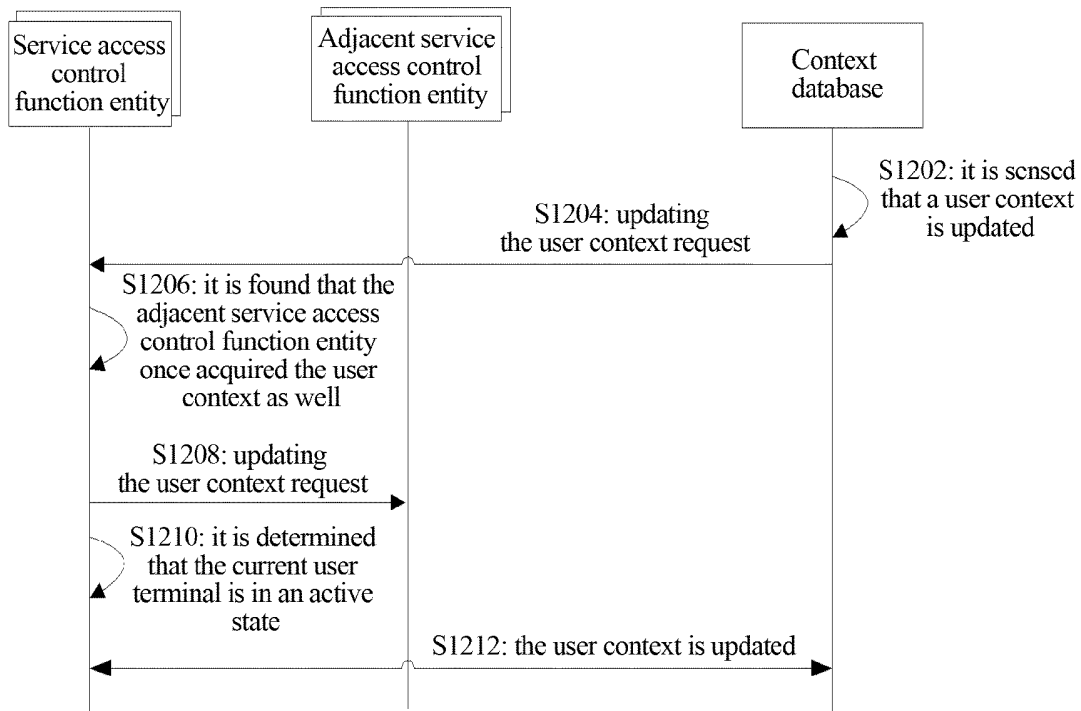 Service access
control
function entity
Adjacent service
access control
function entity
Context
database
S1202: it is scnscd
that a user context
is updated
S1204: updating
the user context request
S1206: it is found that the
adjacent service access
control function entity
once acquired the user
context as well
S1208: updating
the user context request
S1210: it is determined
that the current user
terminal is in an active
state
S1212: the user context is updated